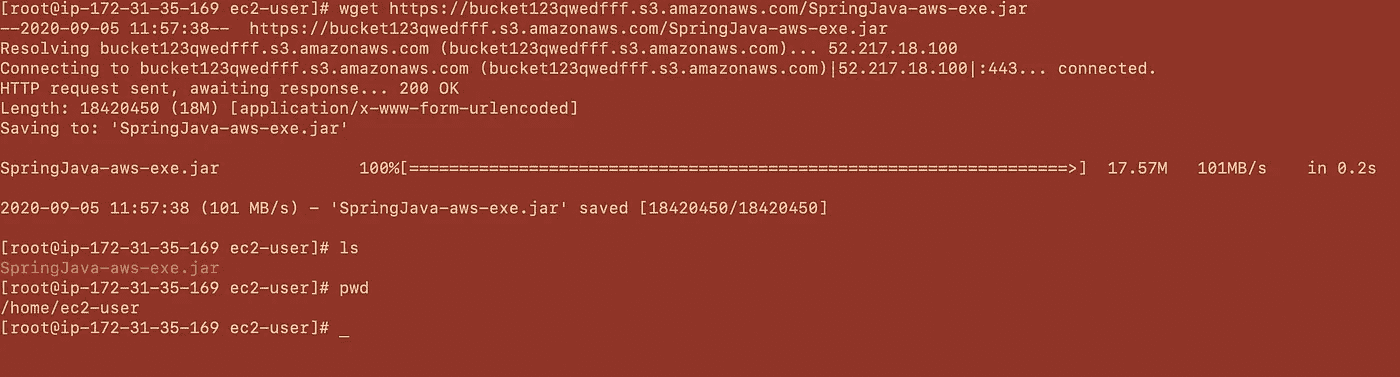 [root@ip-172-31-35-169 ec2-user]# wget https://bucket123qwedfff.s3.amazonaws.com/SpringJava-aws-exe.jar
--2020-09-05 11:57:38--  https://bucket123qwedfff.s3.amazonaws.com/SpringJava-aws-exe.jar
Resolving bucket123qwedfff.s3.amazonaws.com (bucket123qwedfff.s3.amazonaws.com)... 52.217.18.100
Connecting to bucket123qwedfff.s3.amazonaws.com (bucket123qwedfff.s3.amazonaws.com)|52.217.18.100|:443... connected.
HTTP request sent, awaiting response... 200 OK
Length: 18420450 (18M) [application/x-www-form-urlencoded]
Saving to: 'SpringJava-aws-exe.jar'
SpringJava-aws-exe.jar              100%[==================================================================>]  17.57M   101MB/s    in 0.2s
2020-09-05 11:57:38 (101 MB/s) - 'SpringJava-aws-exe.jar' saved [18420450/18420450]
[root@ip-172-31-35-169 ec2-user]# ls
SpringJava-aws-exe.jar
[root@ip-172-31-35-169 ec2-user]# pwd
/home/ec2-user
[root@ip-172-31-35-169 ec2-user]# _